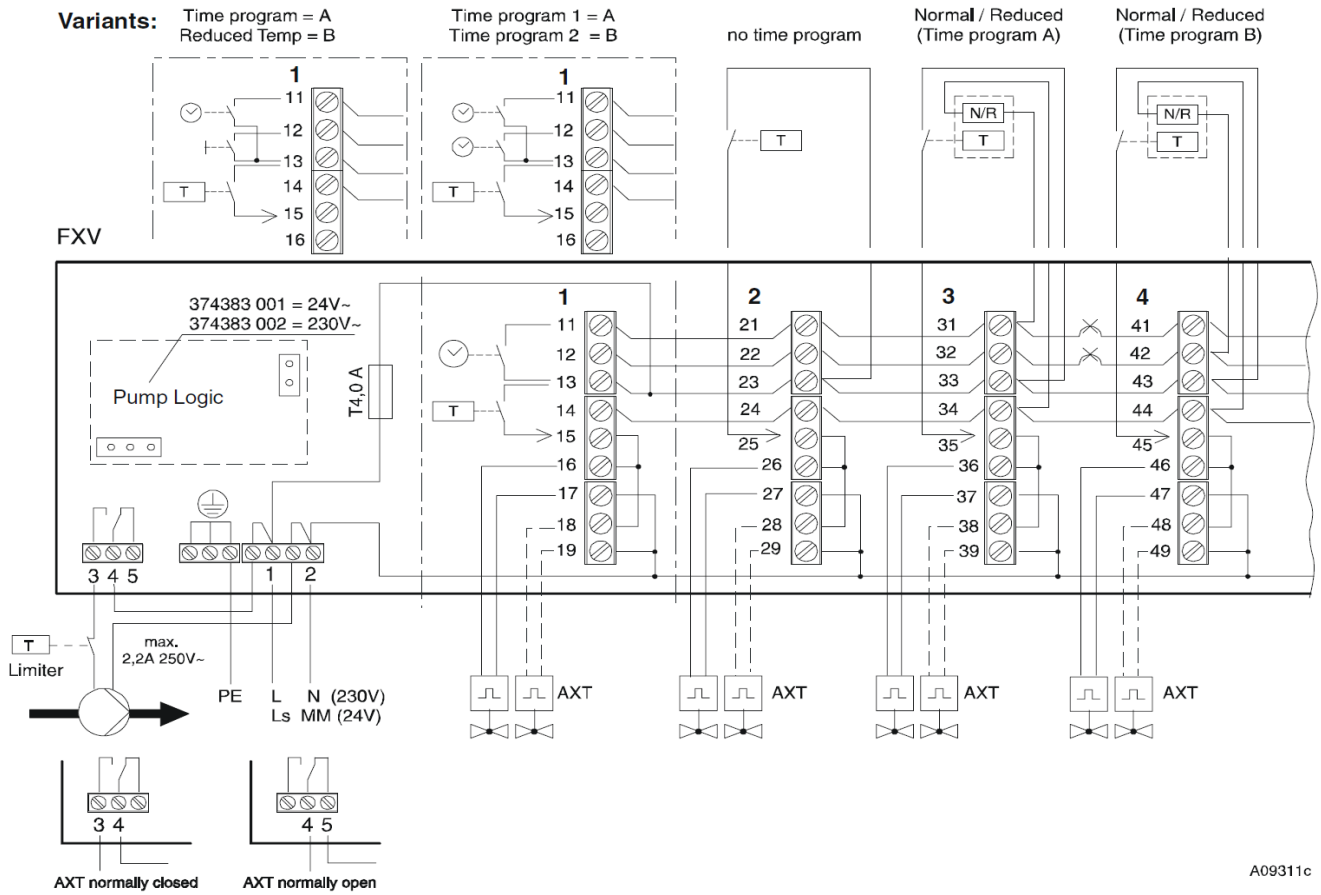 Variants:
Time program = A
Reduced Temp = B
Time program 1 = A
Time program 2 = B
no time program
Normal / Reduced
(Time program A)
Normal / Reduced
(Time program B)
1
11
12
13
14
15
16
T
1
11
12
13
14
15
16
T
T
N/R
T
N/R
T
FXV
374383 001 = 24V~
374383 002 = 230V~
Pump Logic
T4,0 A
1
11
12
13
14
15
16
17
18
19
T
2
21
22
23
24
25
26
27
28
29
3
31
32
33
34
35
36
37
38
39
4
41
42
43
44
45
46
47
48
49
3 4 5
1 2
T
Limiter
max.
2,2A 250V~
PE L N (230V)
Ls MM (24V)
AXT
AXT
AXT
AXT
3 4
AXT normally closed
4 5
AXT normally open
A09311c